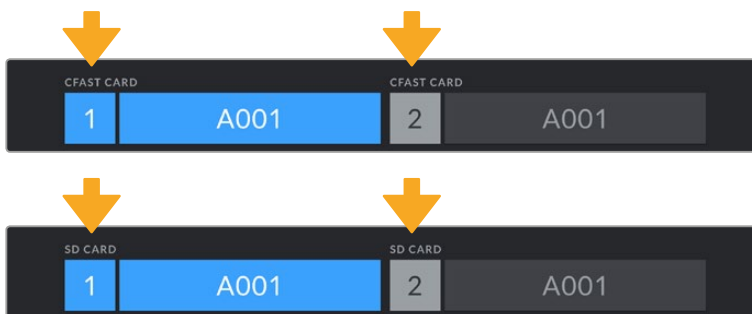 CFAST CARD CFAST CARD
1 A001 2 A001
SD CARD SD CARD
1 A001 2 A001